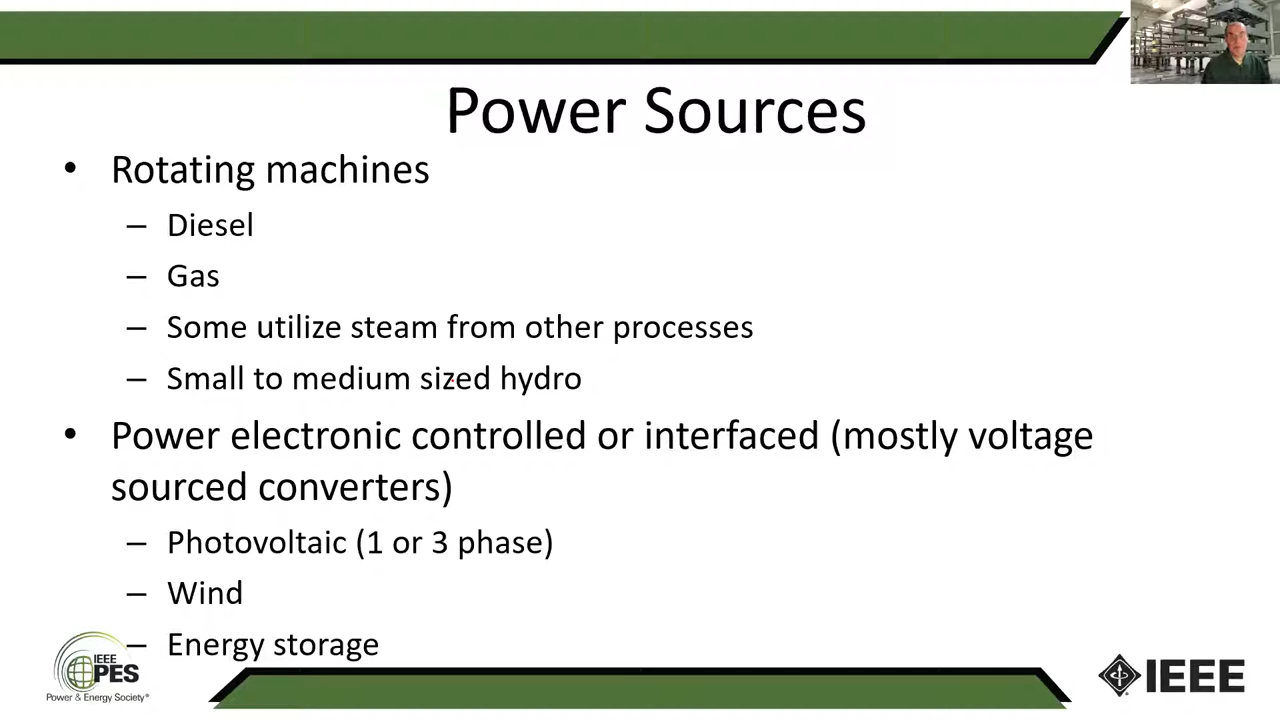 Power Sources
• Rotating machines
– Diesel
– Gas
– Some utilize steam from other processes
– Small to medium sized hydro
• Power electronic controlled or interfaced (mostly voltage
sourced converters)
– Photovoltaic (1 or 3 phase)
– Wind
– Energy storage
IEEE
PES
Power & Energy Society®
IEEE